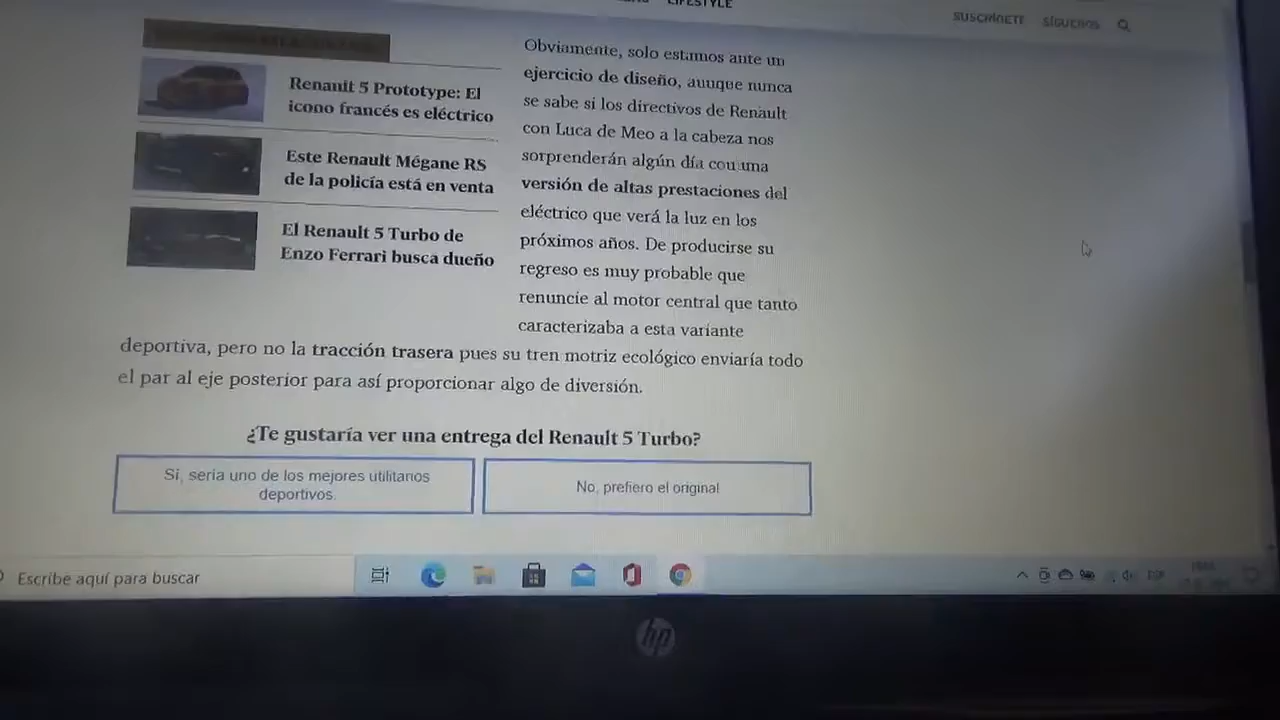 LIFESTYLE
SUSCRÍBETE SÍGUENOS
Renault 5 Prototype: El
icono francés es eléctrico
Este Renault Mégane RS
de la policía está en venta
El Renault 5 Turbo de
Enzo Ferrari busca dueño
Obviamente, solo estamos ante un
ejercicio de diseño, aunque nunca
se sabe si los directivos de Renault
con Luca de Meo a la cabeza nos
sorprenderán algún día con una
versión de altas prestaciones del
eléctrico que verá la luz en los
próximos años. De producirse su
regreso es muy probable que
renuncie al motor central que tanto
caracterizaba a esta variante
deportiva, pero no la tracción trasera pues su tren motriz ecológico enviaría todo
el par al eje posterior para así proporcionar algo de diversión.
¿Te gustaría ver una entrega del Renault 5 Turbo?
Sí, sería uno de los mejores utilitarios
deportivos.
No, prefiero el original
Escribe aquí para buscar
ESP
hp